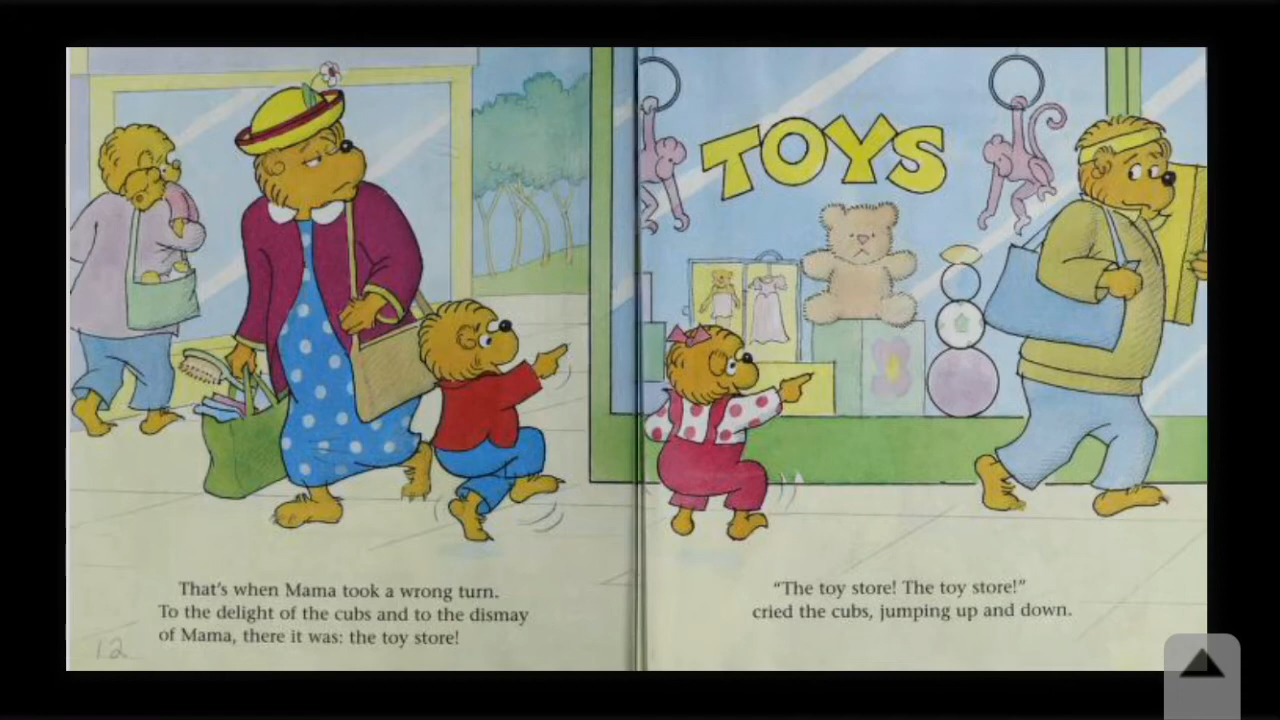 TOYS
That's when Mama took a wrong turn.
To the delight of the cubs and to the dismay
of Mama, there it was: the toy store!
12
"The toy store! The toy store!"
cried the cubs, jumping up and down.